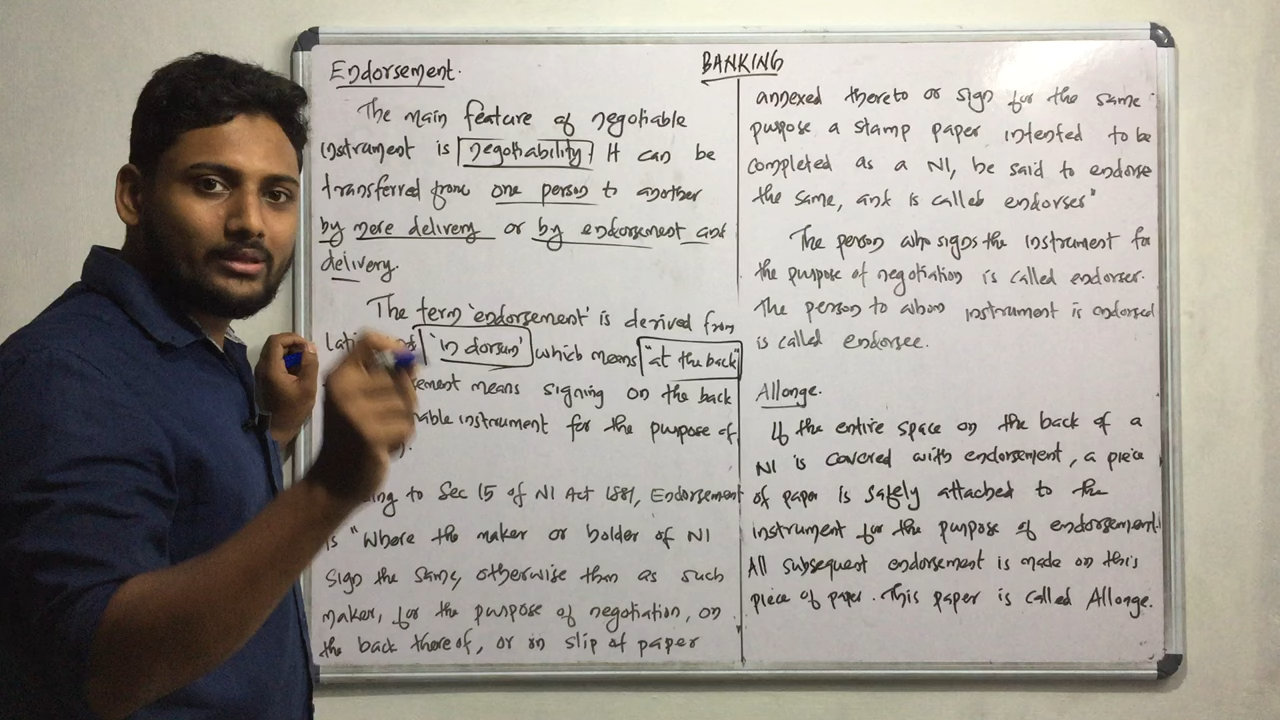 BANKING
Endorsement.
The main feature of negotiable
instrument is negotiability. It can be
transferred from one person to another
by mere delivery or by endorsement and
delivery.
The term 'endorsement' is derived from
"in dorsum" which means "at the back"
means signing on the back
instrument for the purpose of
to Sec 15 of NI Act 1881, Endorsement
is "Where the maker or holder of NI
sign the same, otherwise than as such
maker, for the purpose of negotiation, on
the back thereof, or on slip of paper
annexed thereto or sign for the same
purpose a stamp paper intented to be
completed as a NI, be said to endorse
the same, and is called endorser"
The person who signs the instrument for
the purpose of negotiation is called endorser.
The person to whom instrument is endorsed
is called endorsee.
Allonge.
If the entire space on the back of a
NI is covered with endorsement, a piece
of paper is safely attached to the
instrument for the purpose of endorsement.
All subsequent endorsement is made on this
piece of paper. This paper is called Allonge.